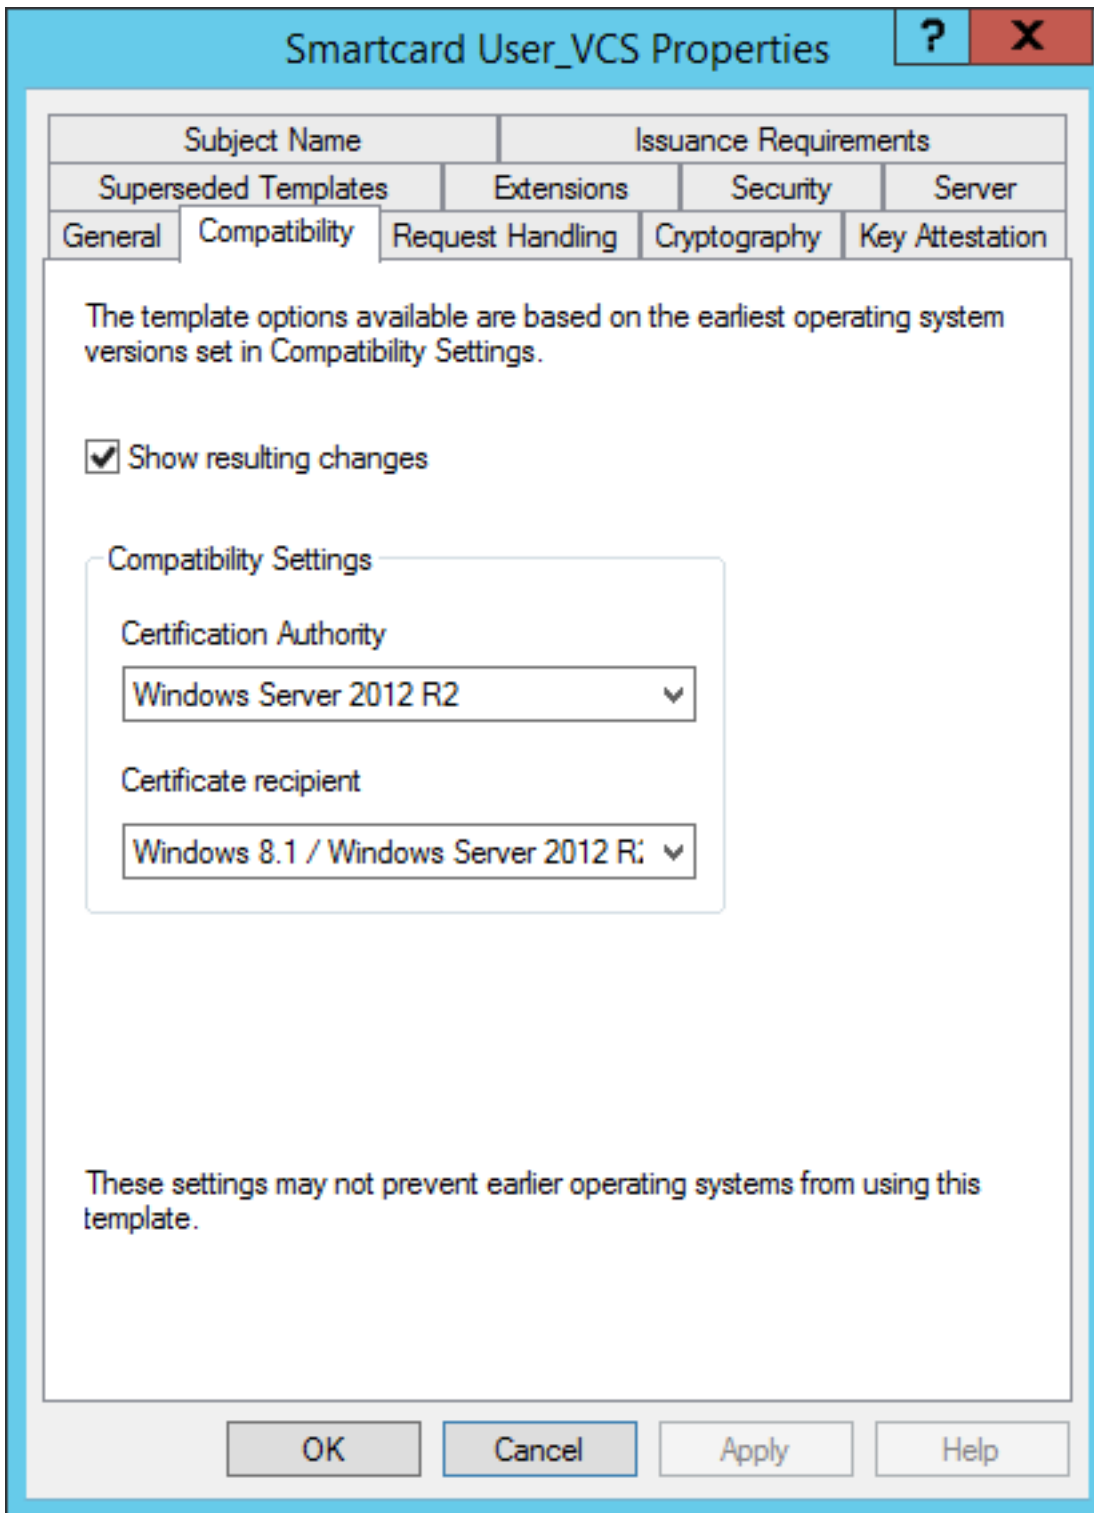 Smartcard User_VCS Properties
?
X
Subject Name
Issuance Requirements
Superseded Templates
Extensions
Security
Server
General
Compatibility
Request Handling
Cryptography
Key Attestation
The template options available are based on the earliest operating system
versions set in Compatibility Settings.
Show resulting changes
Compatibility Settings
Certification Authority
Windows Server 2012 R2
Certificate recipient
Windows 8.1 / Windows Server 2012 R2
These settings may not prevent earlier operating systems from using this
template.
OK
Cancel
Apply
Help